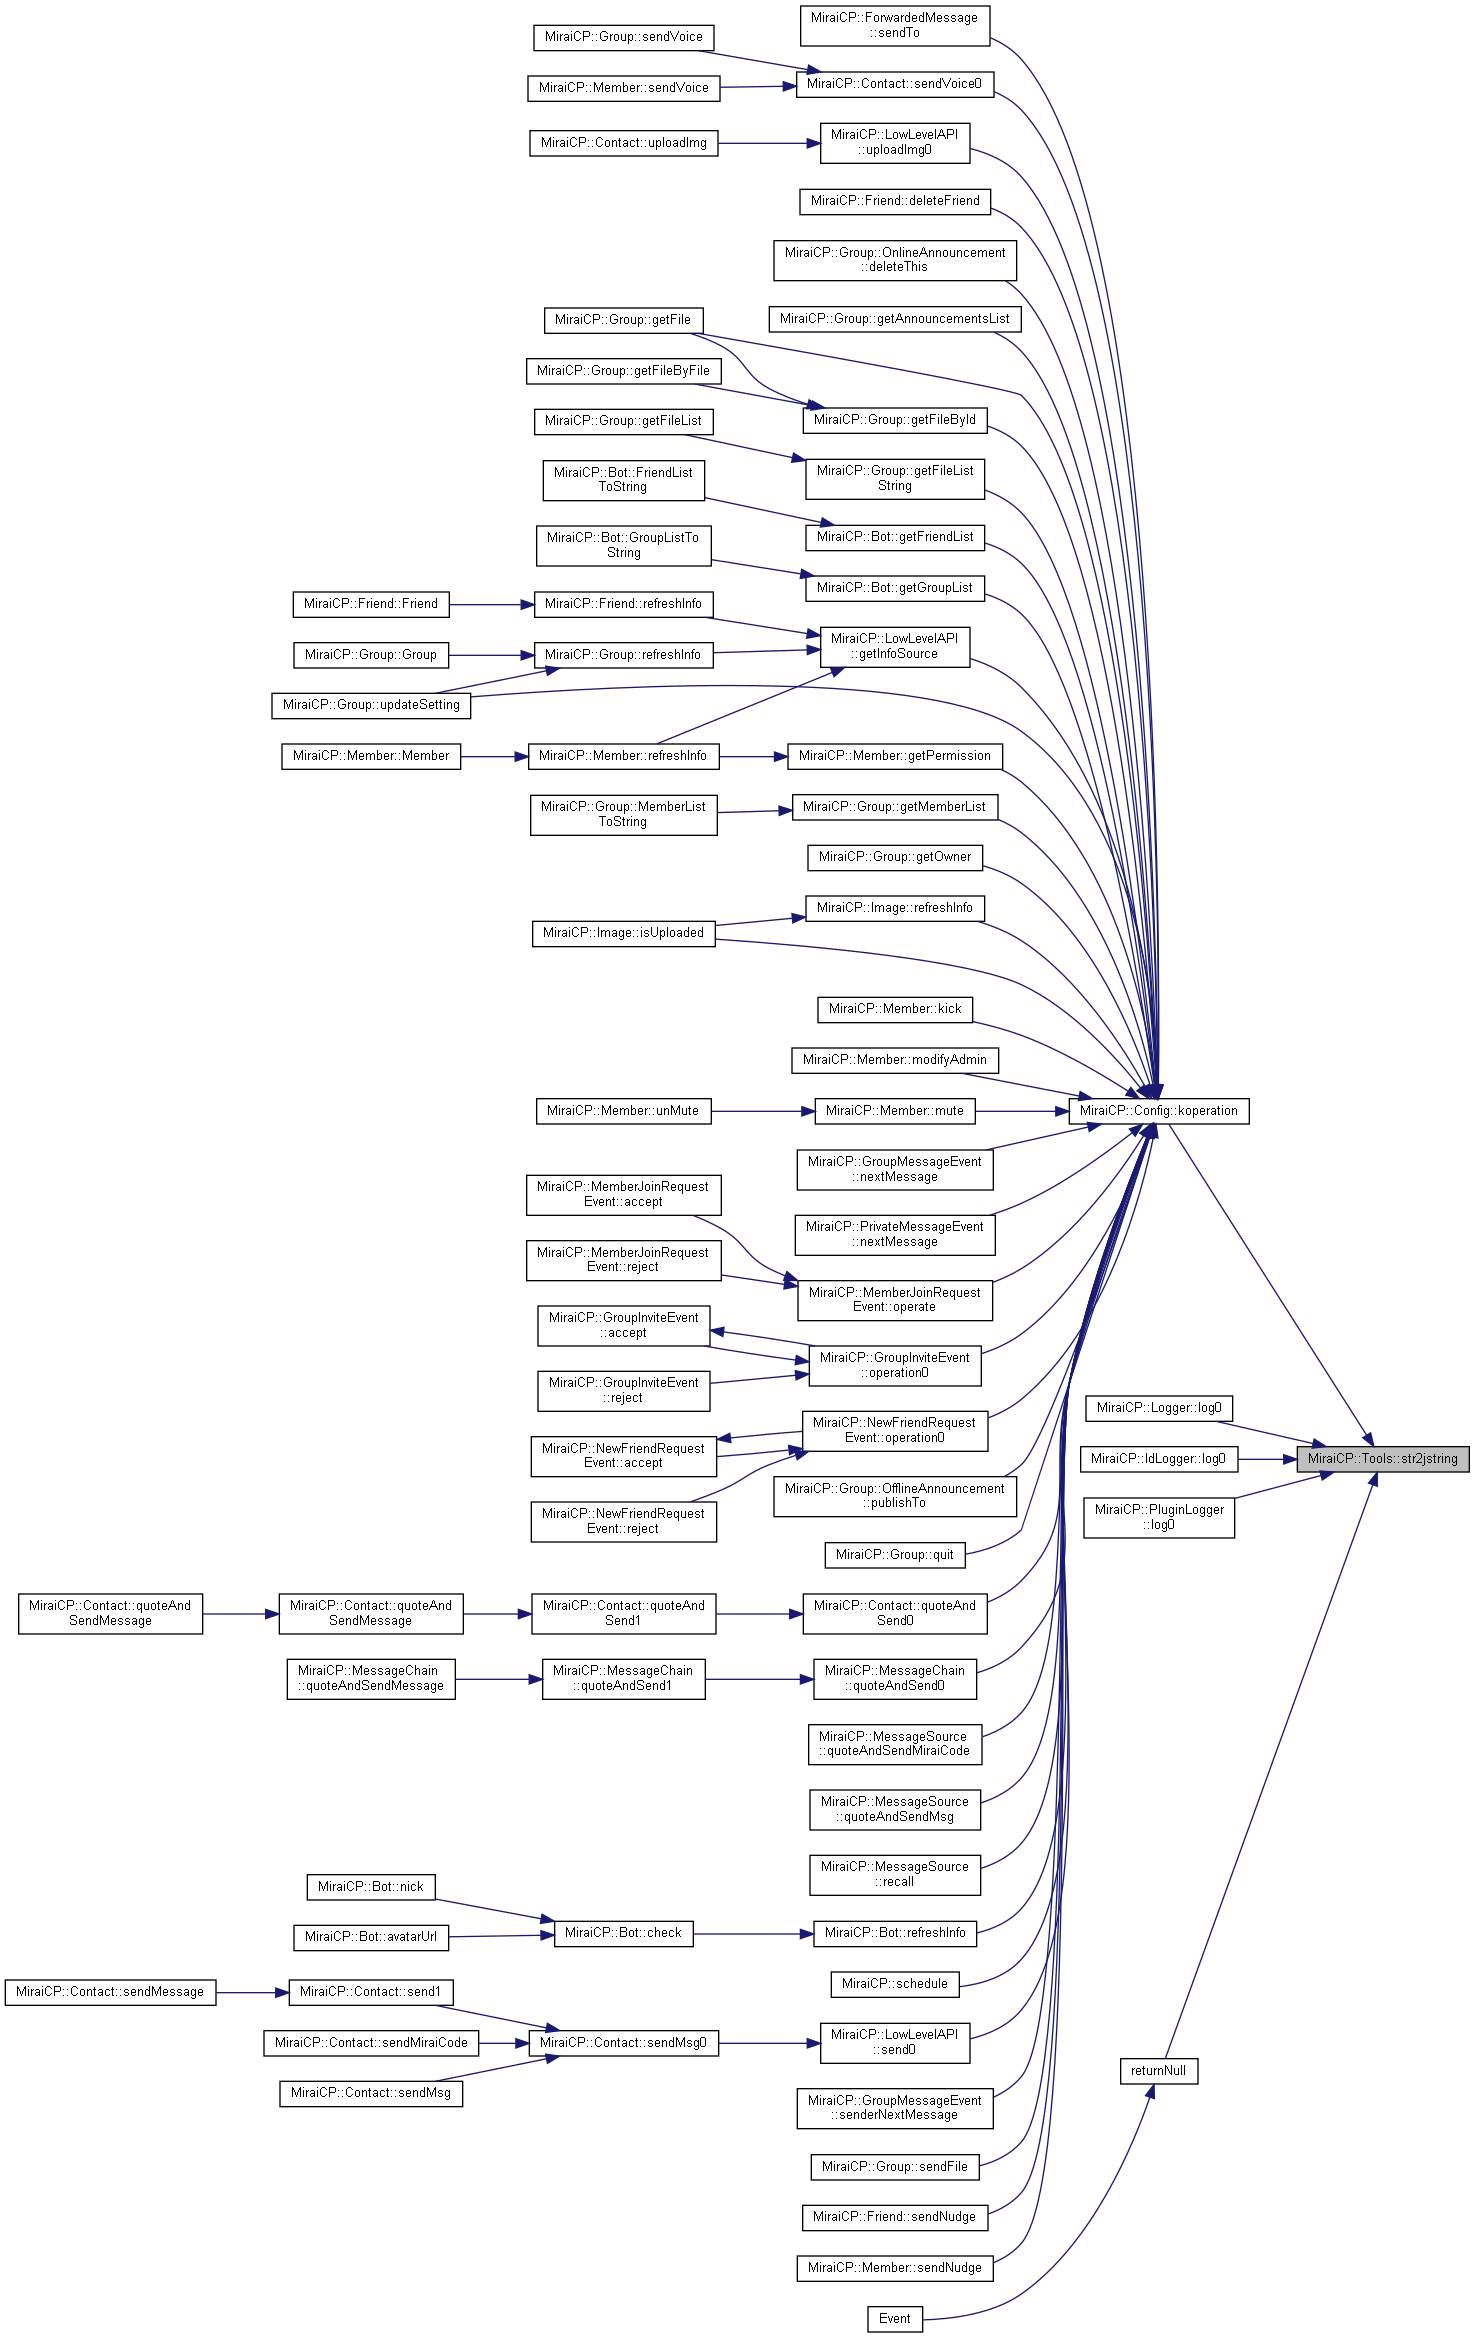 MiraiCP::ForwardedMessage
::sendTo
MiraiCP::Group::sendVoice
MiraiCP::Contact::sendVoice0
MiraiCP::Member::sendVoice
MiraiCP::LowLevelAPI
::uploadImg0
MiraiCP::Contact::uploadImg
MiraiCP::Friend::deleteFriend
MiraiCP::Group::OnlineAnnouncement
::deleteThis
MiraiCP::Group::getFile
MiraiCP::Group::getAnnouncementsList
MiraiCP::Group::getFileByFile
MiraiCP::Group::getFileList
MiraiCP::Group::getFileById
MiraiCP::Group::getFileList
String
MiraiCP::Bot::FriendList
ToString
MiraiCP::Bot::getFriendList
MiraiCP::Bot::GroupListTo
String
MiraiCP::Bot::getGroupList
MiraiCP::Friend::Friend
MiraiCP::Friend::refreshInfo
MiraiCP::LowLevelAPI
::getInfoSource
MiraiCP::Group::Group
MiraiCP::Group::refreshInfo
MiraiCP::Group::updateSetting
MiraiCP::Member::Member
MiraiCP::Member::refreshInfo
MiraiCP::Member::getPermission
MiraiCP::Group::MemberList
ToString
MiraiCP::Group::getMemberList
MiraiCP::Group::getOwner
MiraiCP::Image::refreshInfo
MiraiCP::Image::isUploaded
MiraiCP::Member::kick
MiraiCP::Member::modifyAdmin
MiraiCP::Member::unMute
MiraiCP::Member::mute
MiraiCP::Config::koperation
MiraiCP::GroupMessageEvent
::nextMessage
MiraiCP::MemberJoinRequest
Event::accept
MiraiCP::PrivateMessageEvent
::nextMessage
MiraiCP::MemberJoinRequest
Event::reject
MiraiCP::MemberJoinRequest
Event::operate
MiraiCP::GroupInviteEvent
::accept
MiraiCP::GroupInviteEvent
::operation0
MiraiCP::GroupInviteEvent
::reject
MiraiCP::NewFriendRequest
Event::operation0
MiraiCP::Logger::log0
MiraiCP::NewFriendRequest
Event::accept
MiraiCP::IdLogger::log0
MiraiCP::Tools::str2jstring
MiraiCP::Group::OfflineAnnouncement
::publishTo
MiraiCP::PluginLogger
::log0
MiraiCP::NewFriendRequest
Event::reject
MiraiCP::Group::quit
MiraiCP::Contact::quoteAnd
SendMessage
MiraiCP::Contact::quoteAnd
SendMessage
MiraiCP::Contact::quoteAnd
Send1
MiraiCP::Contact::quoteAnd
Send0
MiraiCP::MessageChain
::quoteAndSendMessage
MiraiCP::MessageChain
::quoteAndSend1
MiraiCP::MessageChain
::quoteAndSend0
MiraiCP::MessageSource
::quoteAndSendMiraiCode
MiraiCP::MessageSource
::quoteAndSendMsg
MiraiCP::MessageSource
::recall
MiraiCP::Bot::nick
MiraiCP::Bot::avatarUrl
MiraiCP::Bot::check
MiraiCP::Bot::refreshInfo
MiraiCP::schedule
MiraiCP::Contact::sendMessage
MiraiCP::Contact::send1
MiraiCP::Contact::sendMiraiCode
MiraiCP::Contact::sendMsg0
MiraiCP::LowLevelAPI
::send0
MiraiCP::Contact::sendMsg
returnNull
MiraiCP::GroupMessageEvent
::senderNextMessage
MiraiCP::Group::sendFile
MiraiCP::Friend::sendNudge
MiraiCP::Member::sendNudge
Event